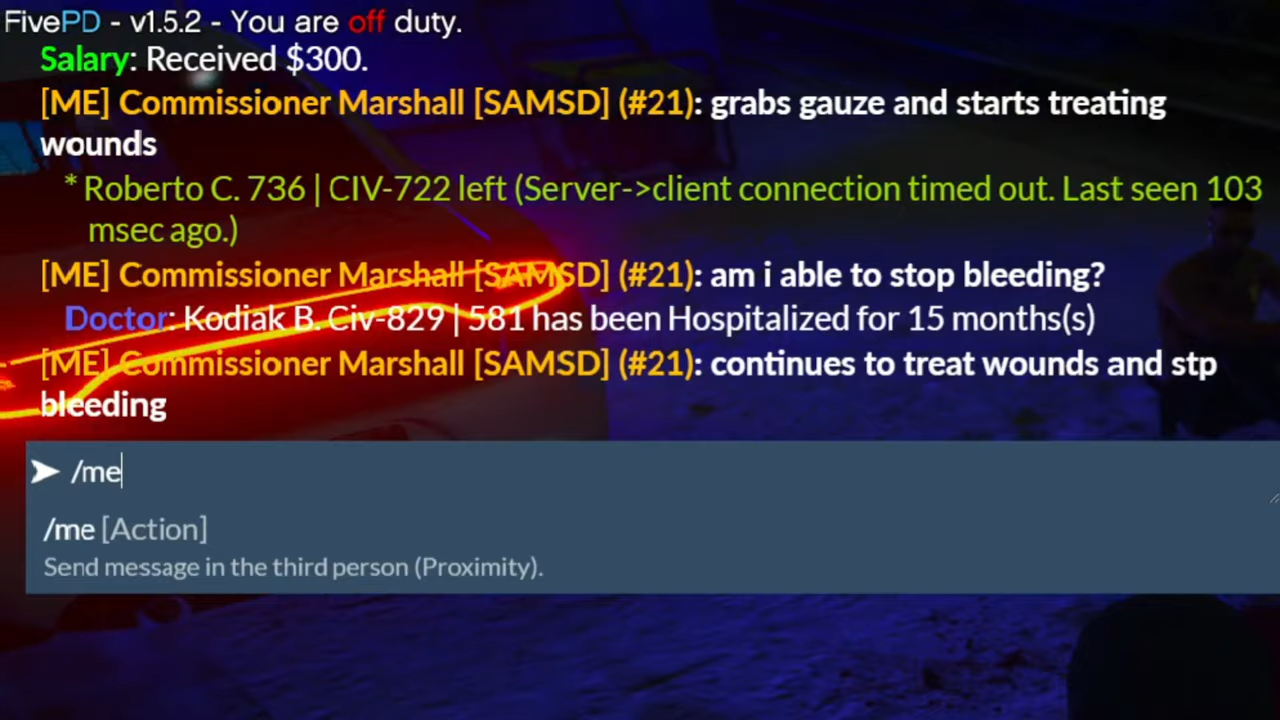 FivePD - v1.5.2 - You are off duty.
Salary: Received $300.
[ME] Commissioner Marshall [SAMSD] (#21): grabs gauze and starts treating
wounds
* Roberto C. 736 | CIV-722 left (Server->client connection timed out. Last seen 103
msec ago.)
[ME] Commissioner Marshall [SAMSD] (#21): am i able to stop bleeding?
Doctor: Kodiak B. Civ-829 | 581 has been Hospitalized for 15 months(s)
[ME] Commissioner Marshall [SAMSD] (#21): continues to treat wounds and stp
bleeding
➤ /me
/me [Action]
Send message in the third person (Proximity).